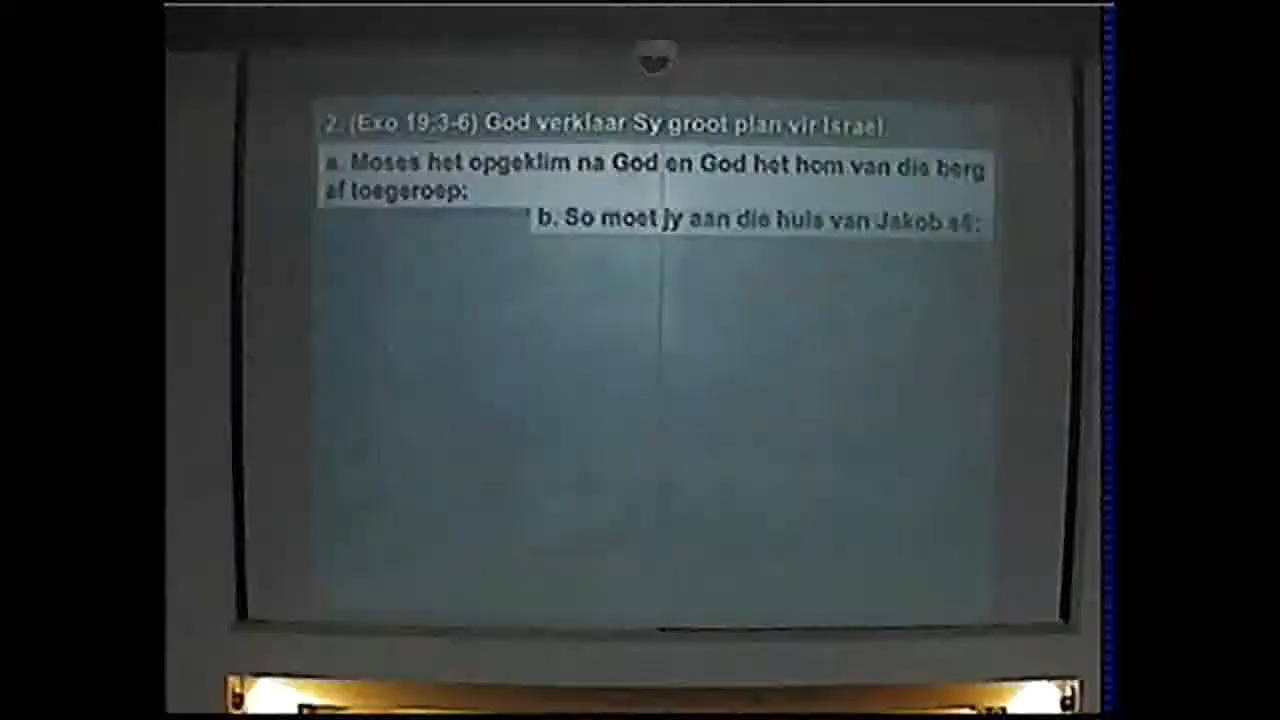 2. (Exo 19:3-6) God verklaar Sy groot plan vir Israel
a. Moses het opgeklim na God en God het hom van die berg
af toegeroep:
b. So moet jy aan die huis van Jakob sê: